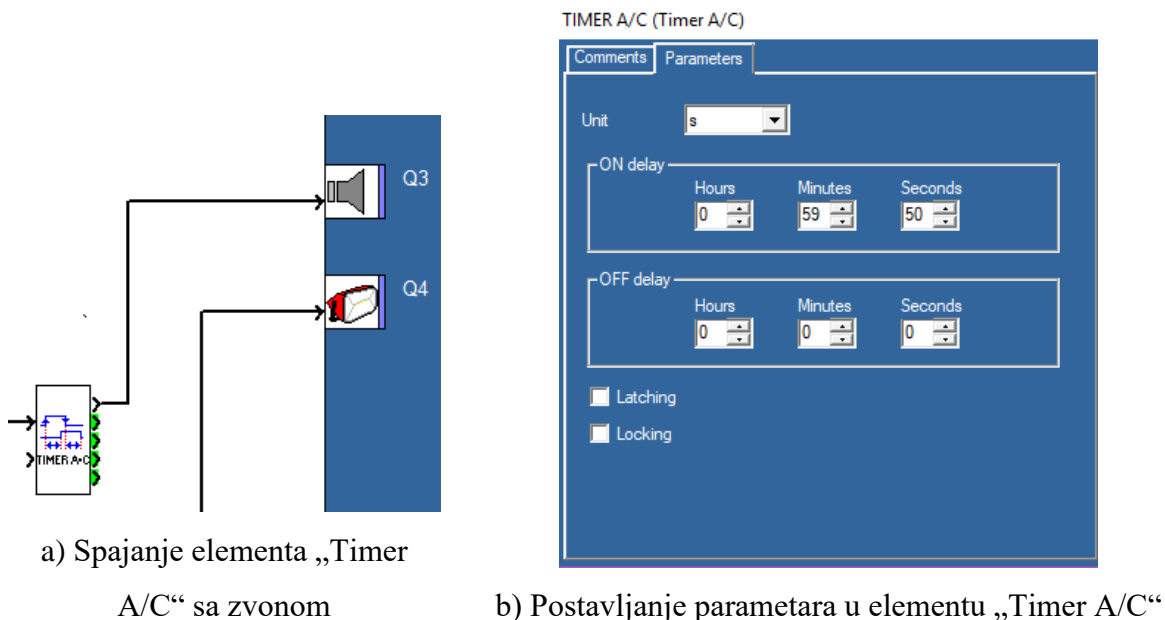 TIMER A/C (Timer A/C)
Comments Parameters
Unit s
ON delay
Hours Minutes Seconds
0 59 50
OFF delay
Hours Minutes Seconds
0 0 0
Latching
Locking
Q3
Q4
TIMER A•C
a) Spajanje elementa „Timer
A/C“ sa zvonom
b) Postavljanje parametara u elementu „Timer A/C“